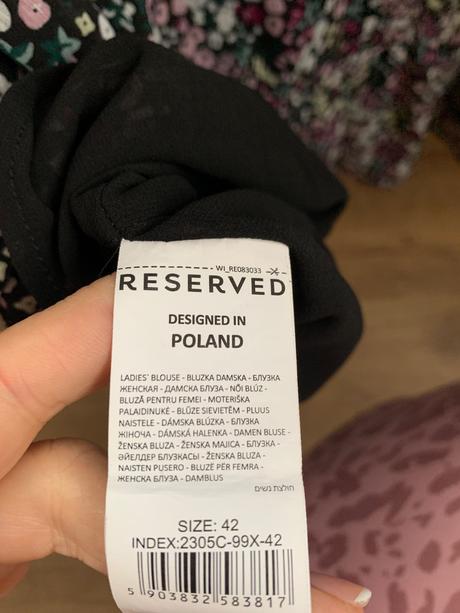 WI_RE083033
RESERVED
DESIGNED IN
POLAND
LADIES' BLOUSE - BLUZKA DAMSKA - БЛУЗКА
ЖЕНСКАЯ - ДАМСКА БЛУЗА - NŐI BLÚZ -
BLUZĂ PENTRU FEMEI - MOTERIŠKA
PALAIDINUKĖ - BLŪZE SIEVIETĒM - PLUUS
NAISTELE - DÁMSKA BLÚZKA - БЛУЗКА
ЖІНОЧА - DÁMSKÁ HALENKA - DAMEN BLUSE -
ŽENSKA BLUZA - ŽENSKA MAJICA - БЛУЗКА -
ӘЙЕЛДЕР БЛУЗКАСЫ - ŽENSKA BLUZA -
NAISTEN PUSERO - BLUZË PËR FEMRA -
ЖЕНСКА БЛУЗА - DAMBLUS
חולצת נשים
SIZE: 42
INDEX:2305C-99X-42
5 903832 583817